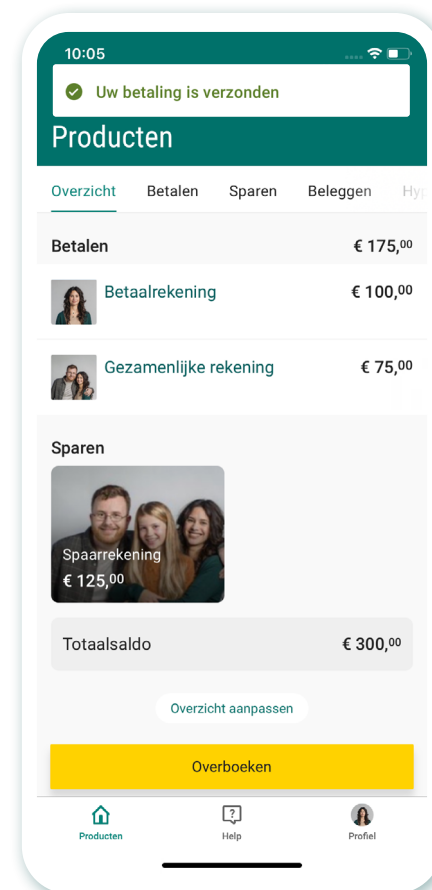 10:05
Uw betaling is verzonden
Producten
Overzicht Betalen Sparen Beleggen Hyp
Betalen € 175,00
Betaalrekening € 100,00
Gezamenlijke rekening € 75,00
Sparen
Spaarrekening
€ 125,00
Totaalsaldo € 300,00
Overzicht aanpassen
Overboeken
?
Producten Help Profiel